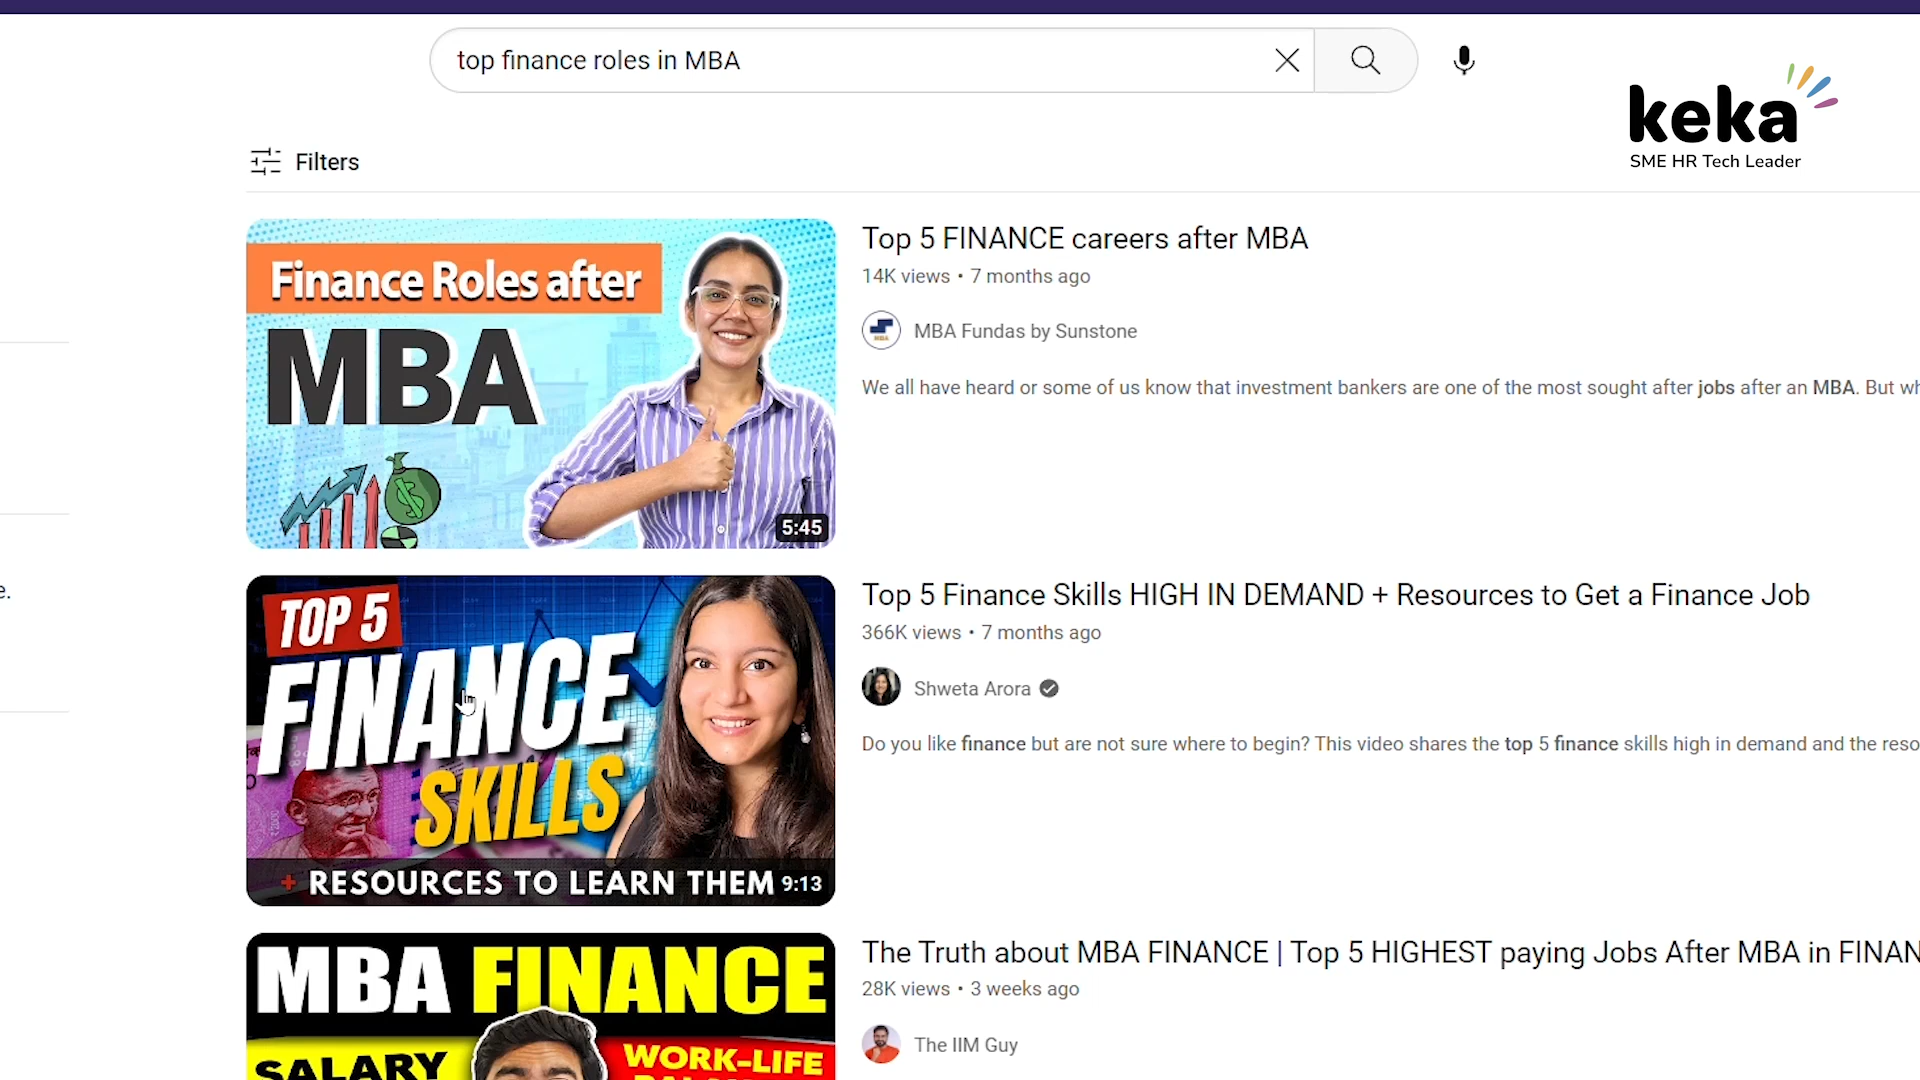 top finance roles in MBA
keka
SME HR Tech Leader
Filters
Finance Roles after
MBA
5:45
Top 5 FINANCE careers after MBA
14K views • 7 months ago
MBA Fundas by Sunstone
We all have heard or some of us know that investment bankers are one of the most sought after jobs after an MBA. But wh
e.
TOP 5
FINANCE
SKILLS
+ RESOURCES TO LEARN THEM
9:13
Top 5 Finance Skills HIGH IN DEMAND + Resources to Get a Finance Job
366K views • 7 months ago
Shweta Arora
Do you like finance but are not sure where to begin? This video shares the top 5 finance skills high in demand and the reso
MBA FINANCE
SALARY
WORK-LIFE
The Truth about MBA FINANCE | Top 5 HIGHEST paying Jobs After MBA in FINAN
28K views • 3 weeks ago
The IIM Guy